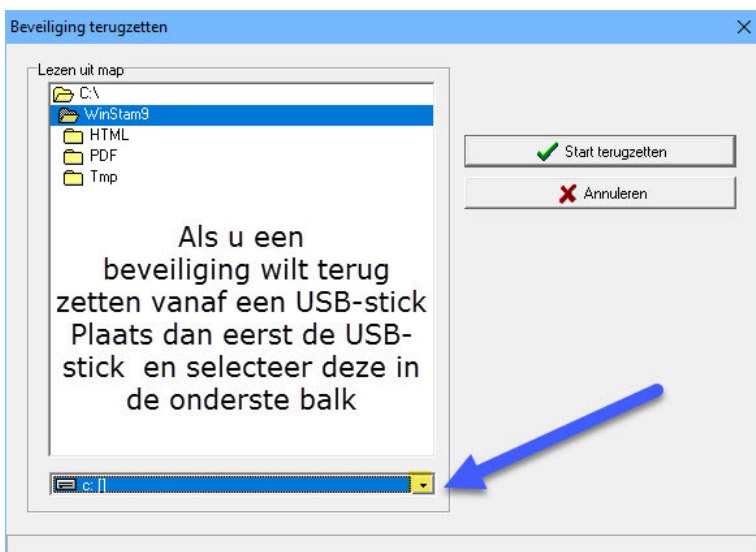 Beveiliging terugzetten
Lezen uit map
C:\
WinStam9
HTML
PDF
Tmp
Als u een
beveiliging wilt terug
zetten vanaf een USB-stick
Plaats dan eerst de USB-
stick en selecteer deze in
de onderste balk
c: []
Start terugzetten
Annuleren